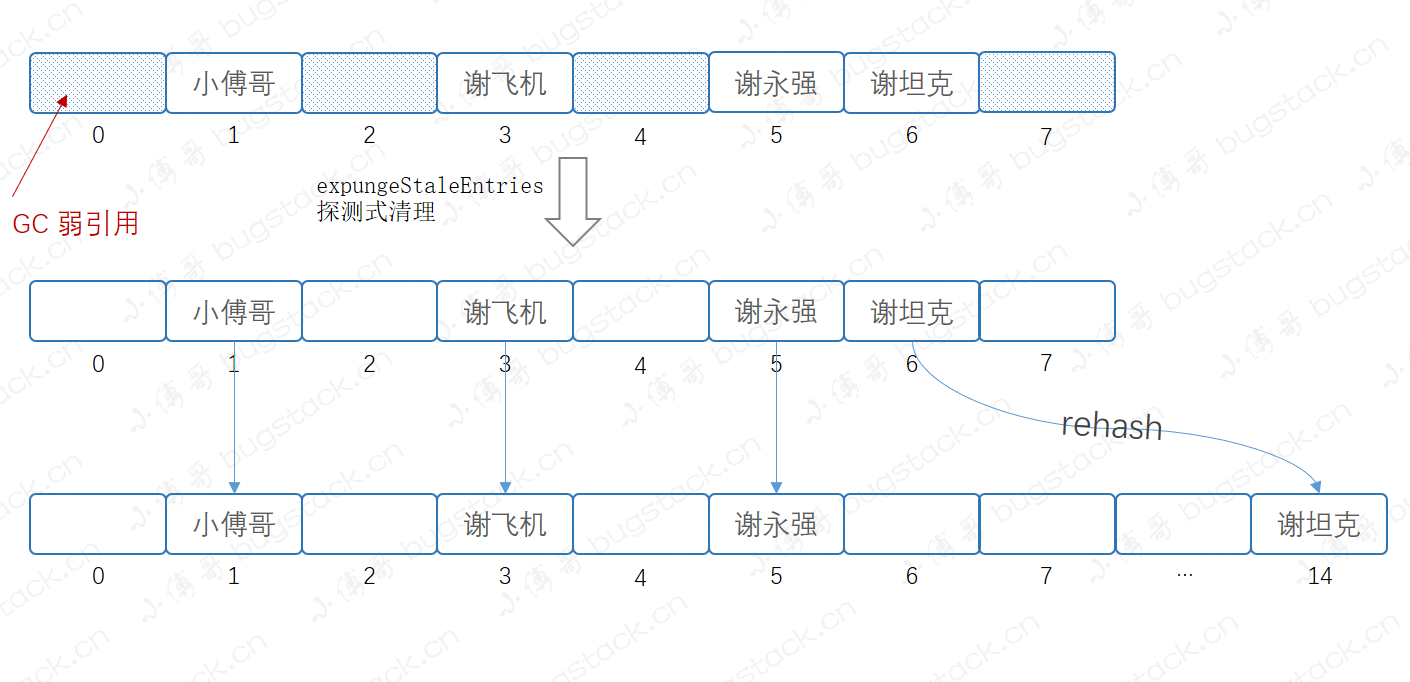 小傅哥 谢飞机 谢永强 谢坦克
0 1 2 3 4 5 6 7
expungeStaleEntries
探测式清理
GC 弱引用
小傅哥 谢飞机 谢永强 谢坦克
0 1 2 3 4 5 6 7
rehash
小傅哥 谢飞机 谢永强 谢坦克
0 1 2 3 4 5 6 7 ... 14
小傅哥 bugstack.cn